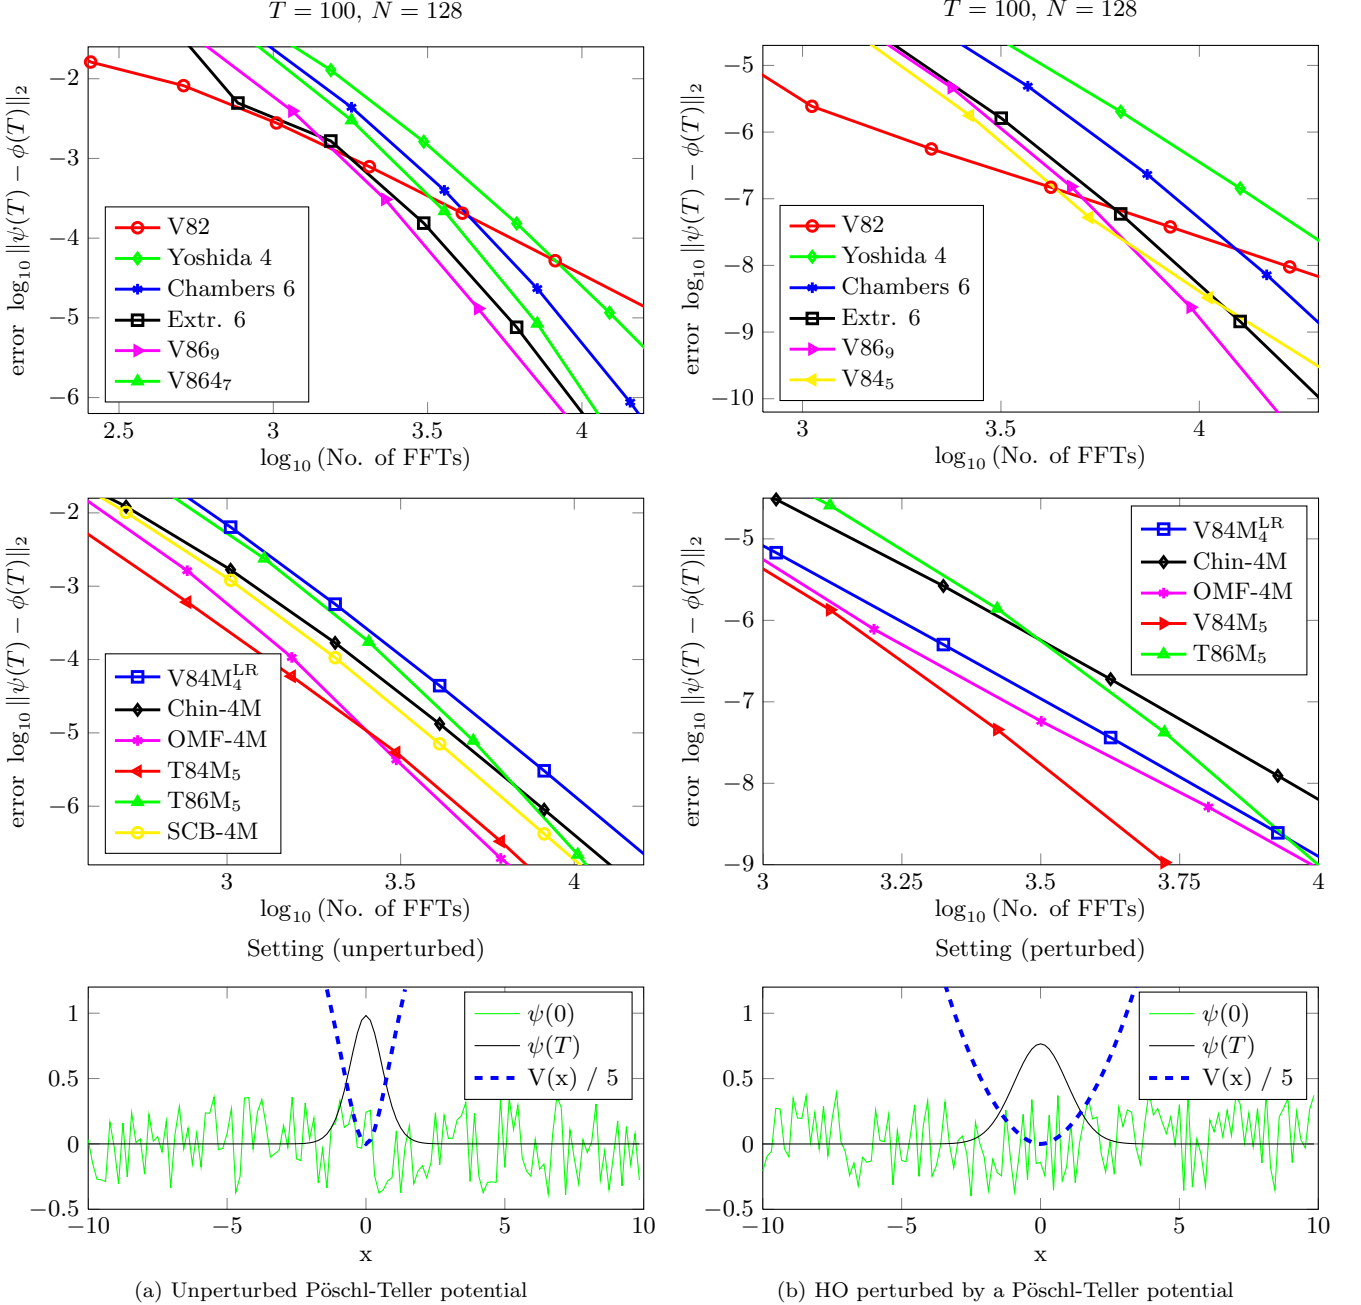 T = 100, N = 128
−2
−3
−4
−5
−6
error log₁₀ ‖ψ(T) − ϕ(T)‖₂
V82
Yoshida 4
Chambers 6
Extr. 6
V86₉
V864₇
2.5 3 3.5 4
log₁₀ (No. of FFTs)
T = 100, N = 128
−5
−6
−7
−8
−9
−10
error log₁₀ ‖ψ(T) − ϕ(T)‖₂
V82
Yoshida 4
Chambers 6
Extr. 6
V86₉
V84₅
3 3.5 4
log₁₀ (No. of FFTs)
−2
−3
−4
−5
−6
error log₁₀ ‖ψ(T) − ϕ(T)‖₂
V84M₄ᴸᴿ
Chin-4M
OMF-4M
T84M₅
T86M₅
SCB-4M
3 3.5 4
log₁₀ (No. of FFTs)
−5
−6
−7
−8
−9
error log₁₀ ‖ψ(T) − ϕ(T)‖₂
V84M₄ᴸᴿ
Chin-4M
OMF-4M
V84M₅
T86M₅
3 3.25 3.5 3.75 4
log₁₀ (No. of FFTs)
Setting (unperturbed)
1
0.5
0
−0.5
ψ(0)
ψ(T)
V(x) / 5
−10 −5 0 5 10
x
(a) Unperturbed Pöschl-Teller potential
Setting (perturbed)
1
0.5
0
−0.5
ψ(0)
ψ(T)
V(x) / 5
−10 −5 0 5 10
x
(b) HO perturbed by a Pöschl-Teller potential